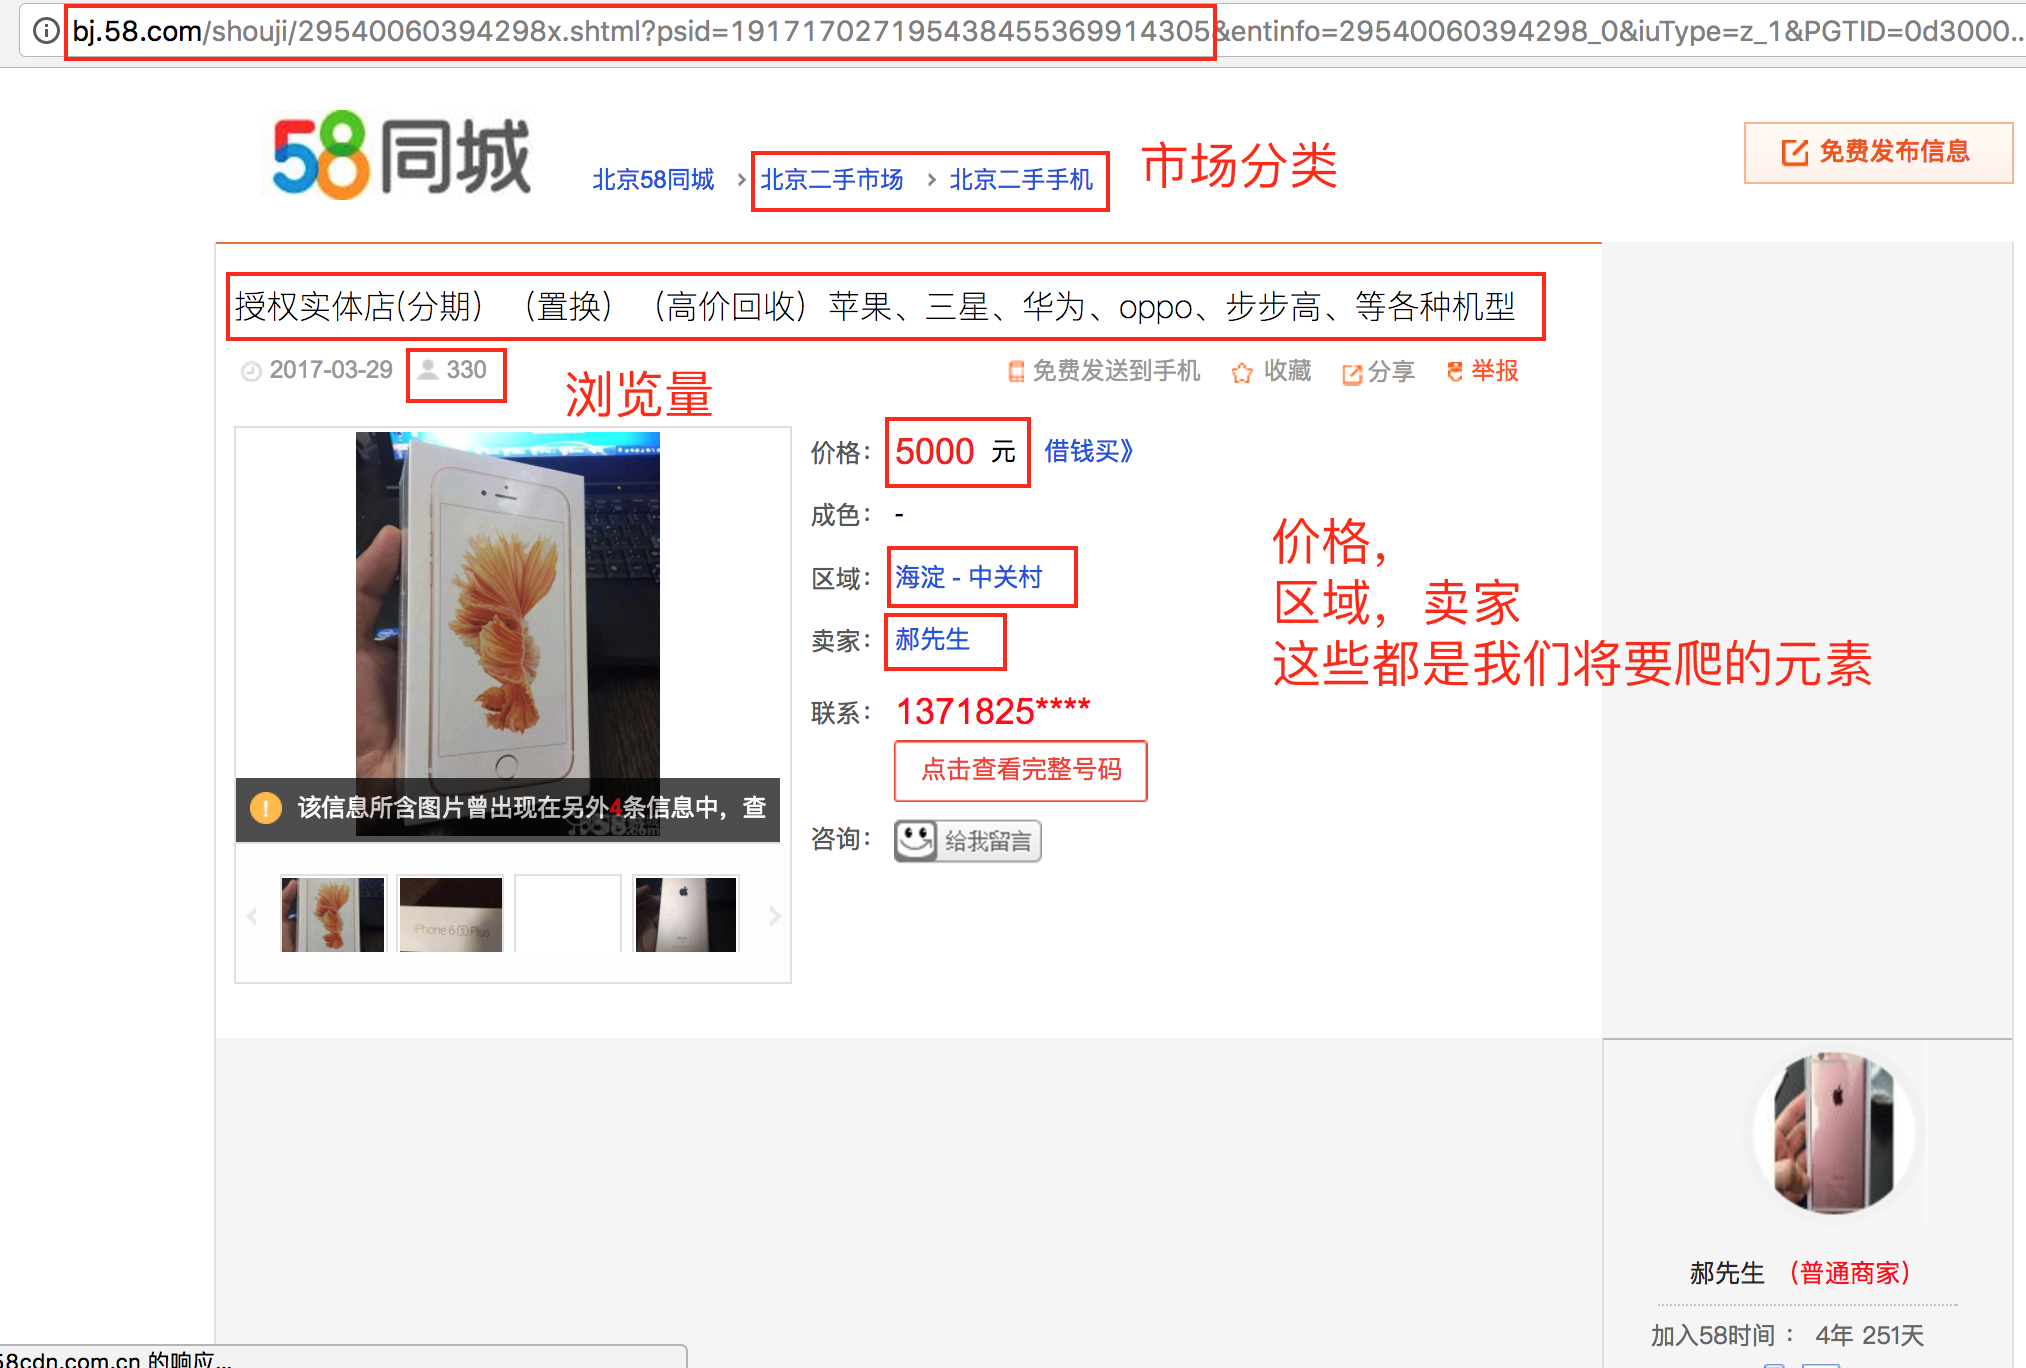 bj.58.com/shouji/29540060394298x.shtml?psid=191717027195438455369914305&entinfo=29540060394298_0&iuType=z_1&PGTID=0d3000...
58同城
北京58同城 > 北京二手市场 > 北京二手手机
市场分类
免费发布信息
授权实体店(分期）（置换）（高价回收）苹果、三星、华为、oppo、步步高、等各种机型
2017-03-29 330
浏览量
免费发送到手机 收藏 分享 举报
价格： 5000 元 借钱买》
成色： -
区域： 海淀 - 中关村
卖家： 郝先生
联系： 1371825****
点击查看完整号码
咨询： 给我留言
价格，
区域，卖家
这些都是我们将要爬的元素
该信息所含图片曾出现在另外4条信息中，查
iPhone 6s Plus
郝先生 （普通商家）
加入58时间： 4年 251天
58cdn.com.cn 的响应...